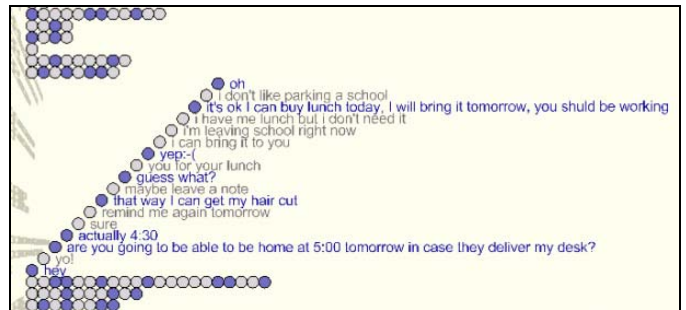 oh
i don't like parking a school
it's ok I can buy lunch today, I will bring it tomorrow, you shuld be working
i have me lunch but i don't need it
i'm leaving school right now
i can bring it to you
yep:-(
you for your lunch
guess what?
maybe leave a note
that way I can get my hair cut
remind me again tomorrow
sure
actually 4:30
are you going to be able to be home at 5:00 tomorrow in case they deliver my desk?
yo!
hey